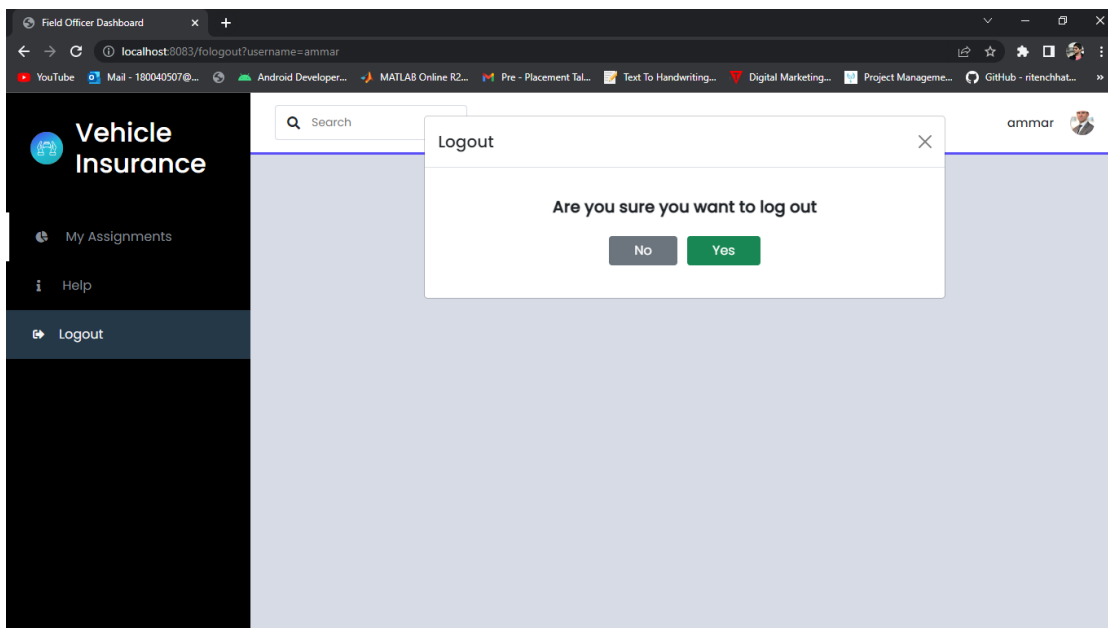 Field Officer Dashboard
localhost:8083/fologout?username=ammar
YouTube Mail - 180040507@... Android Developer... MATLAB Online R2... Pre - Placement Tal... Text To Handwriting... Digital Marketing... Project Manageme... GitHub - ritenchhat...
Vehicle
Insurance
Search
ammar
Logout
Are you sure you want to log out
No Yes
My Assignments
Help
Logout